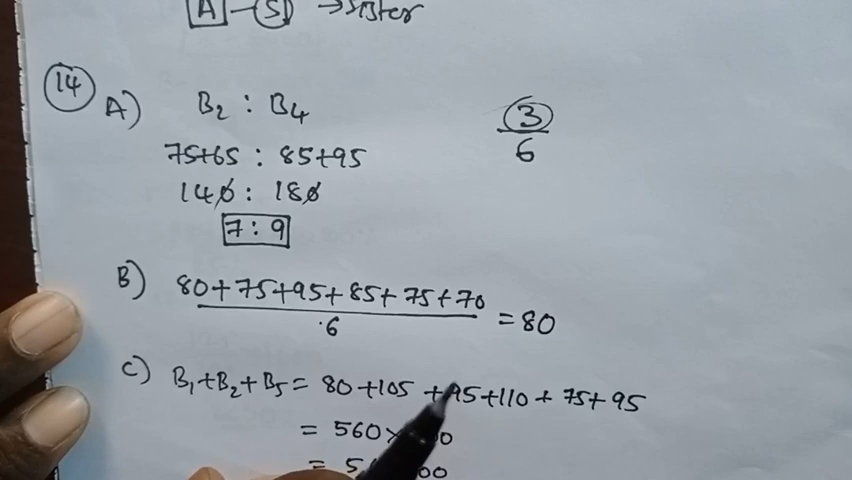 A - S → Sister
14 A) B2 : B4
3/6
75+65 : 85+95
140 : 180
7 : 9
B) 80+75+95+85+75+70 / 6 = 80
C) B1+B2+B5 = 80+105 +95+110 + 75+95
= 560×
=